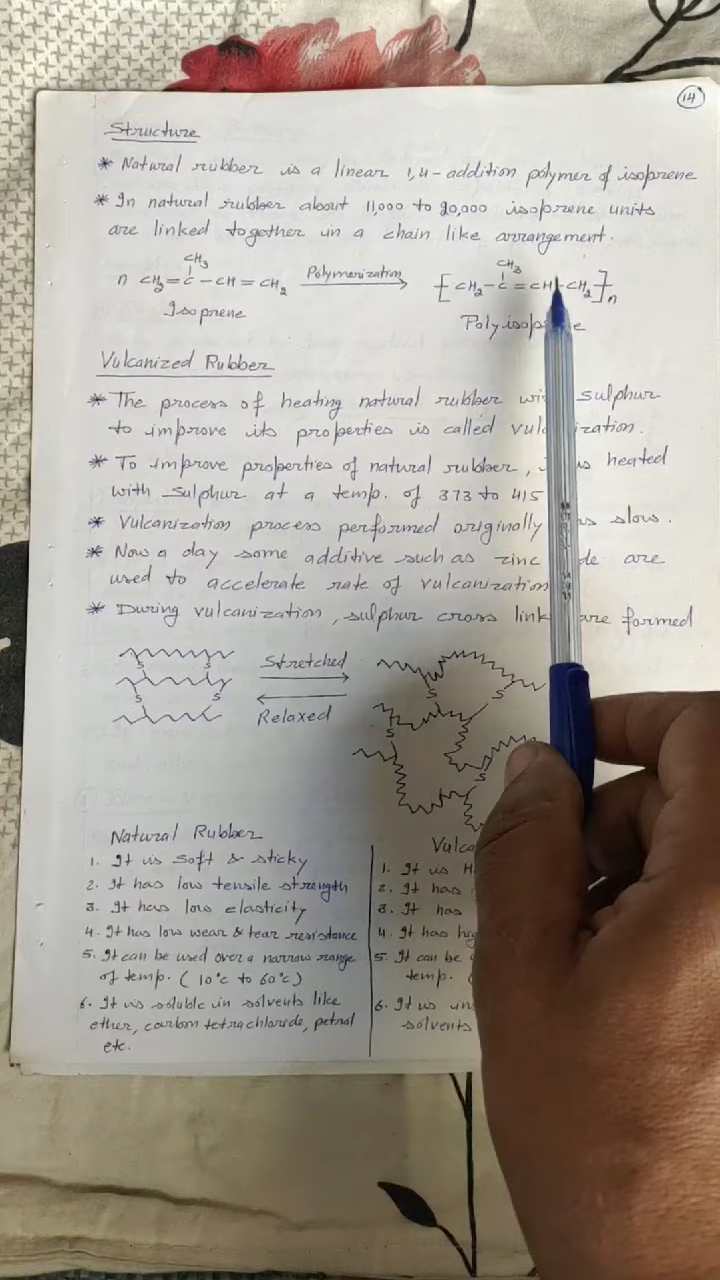 14
Structure
* Natural rubber is a linear 1,4-addition polymer of isoprene
* In natural rubber about 11,000 to 20,000 isoprene units
are linked together in a chain like arrangement.
CH3 CH3
n CH2=C-CH=CH2 Polymerization [CH2-C=CH-CH2]n
Isoprene
Vulcanized Rubber
* The process of heating natural rubber sulphur
to improve its properties is called
* To improve properties of natural rubber, heated
with sulphur at a temp. of 373 to 415
* Vulcanization process performed originally slow.
* Now a day some additive such as zinc are
used to accelerate rate of vulcanization
* During vulcanization, sulphur cross link are formed
S S Stretched S S
S S Relaxed S S
Natural Rubber
1. It is soft & sticky
2. It has low tensile strength
3. It has low elasticity
4. It has low wear & tear resistance
5. It can be used over a narrow range
of temp. (10°C to 60°C)
6. It is soluble in solvents like
ether, carbon tetrachloride, petrol
etc.
1. It is
2. It has
3. It has
4. It has
5. It can be
temp. (
6. It is
solvents